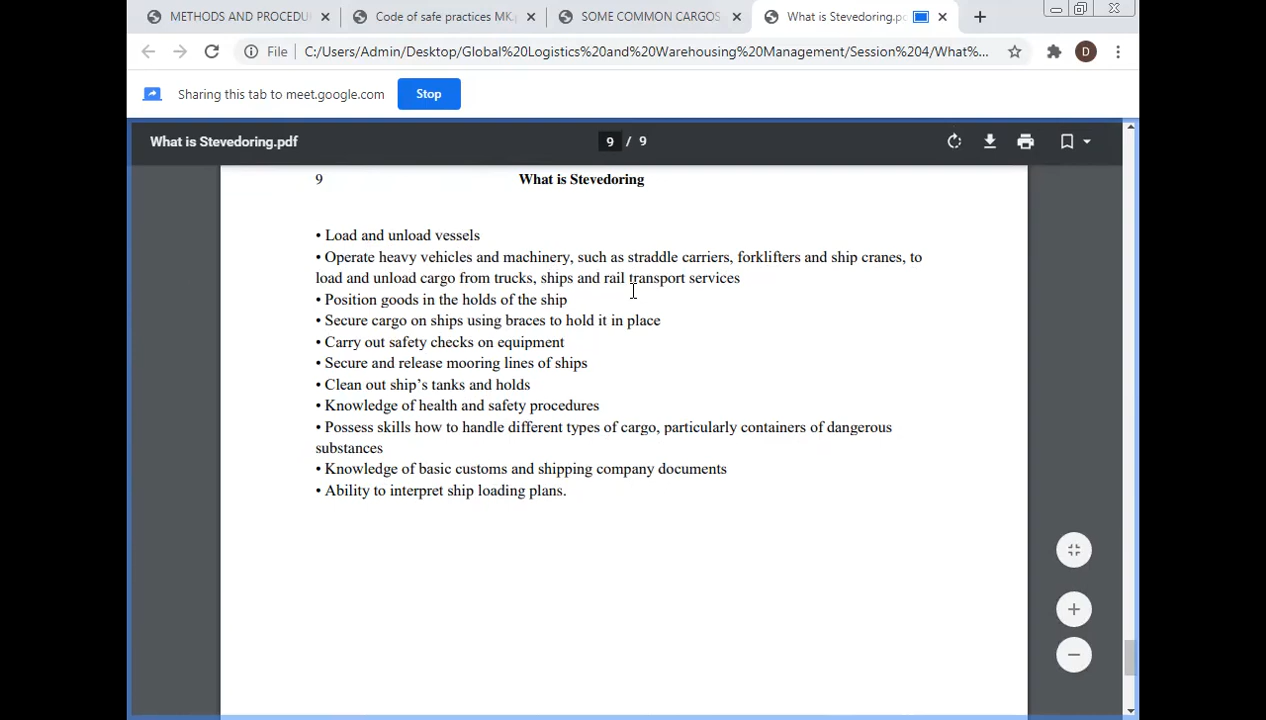 METHODS AND PROCEDU
Code of safe practices MK.
SOME COMMON CARGOS
What is Stevedoring.p
File
C:/Users/Admin/Desktop/Global%20Logistics%20and%20Warehousing%20Management/Session%204/What%...
D
Sharing this tab to meet.google.com
Stop
What is Stevedoring.pdf
9 / 9
9 What is Stevedoring
• Load and unload vessels
• Operate heavy vehicles and machinery, such as straddle carriers, forklifters and ship cranes, to
load and unload cargo from trucks, ships and rail transport services
• Position goods in the holds of the ship
• Secure cargo on ships using braces to hold it in place
• Carry out safety checks on equipment
• Secure and release mooring lines of ships
• Clean out ship's tanks and holds
• Knowledge of health and safety procedures
• Possess skills how to handle different types of cargo, particularly containers of dangerous
substances
• Knowledge of basic customs and shipping company documents
• Ability to interpret ship loading plans.